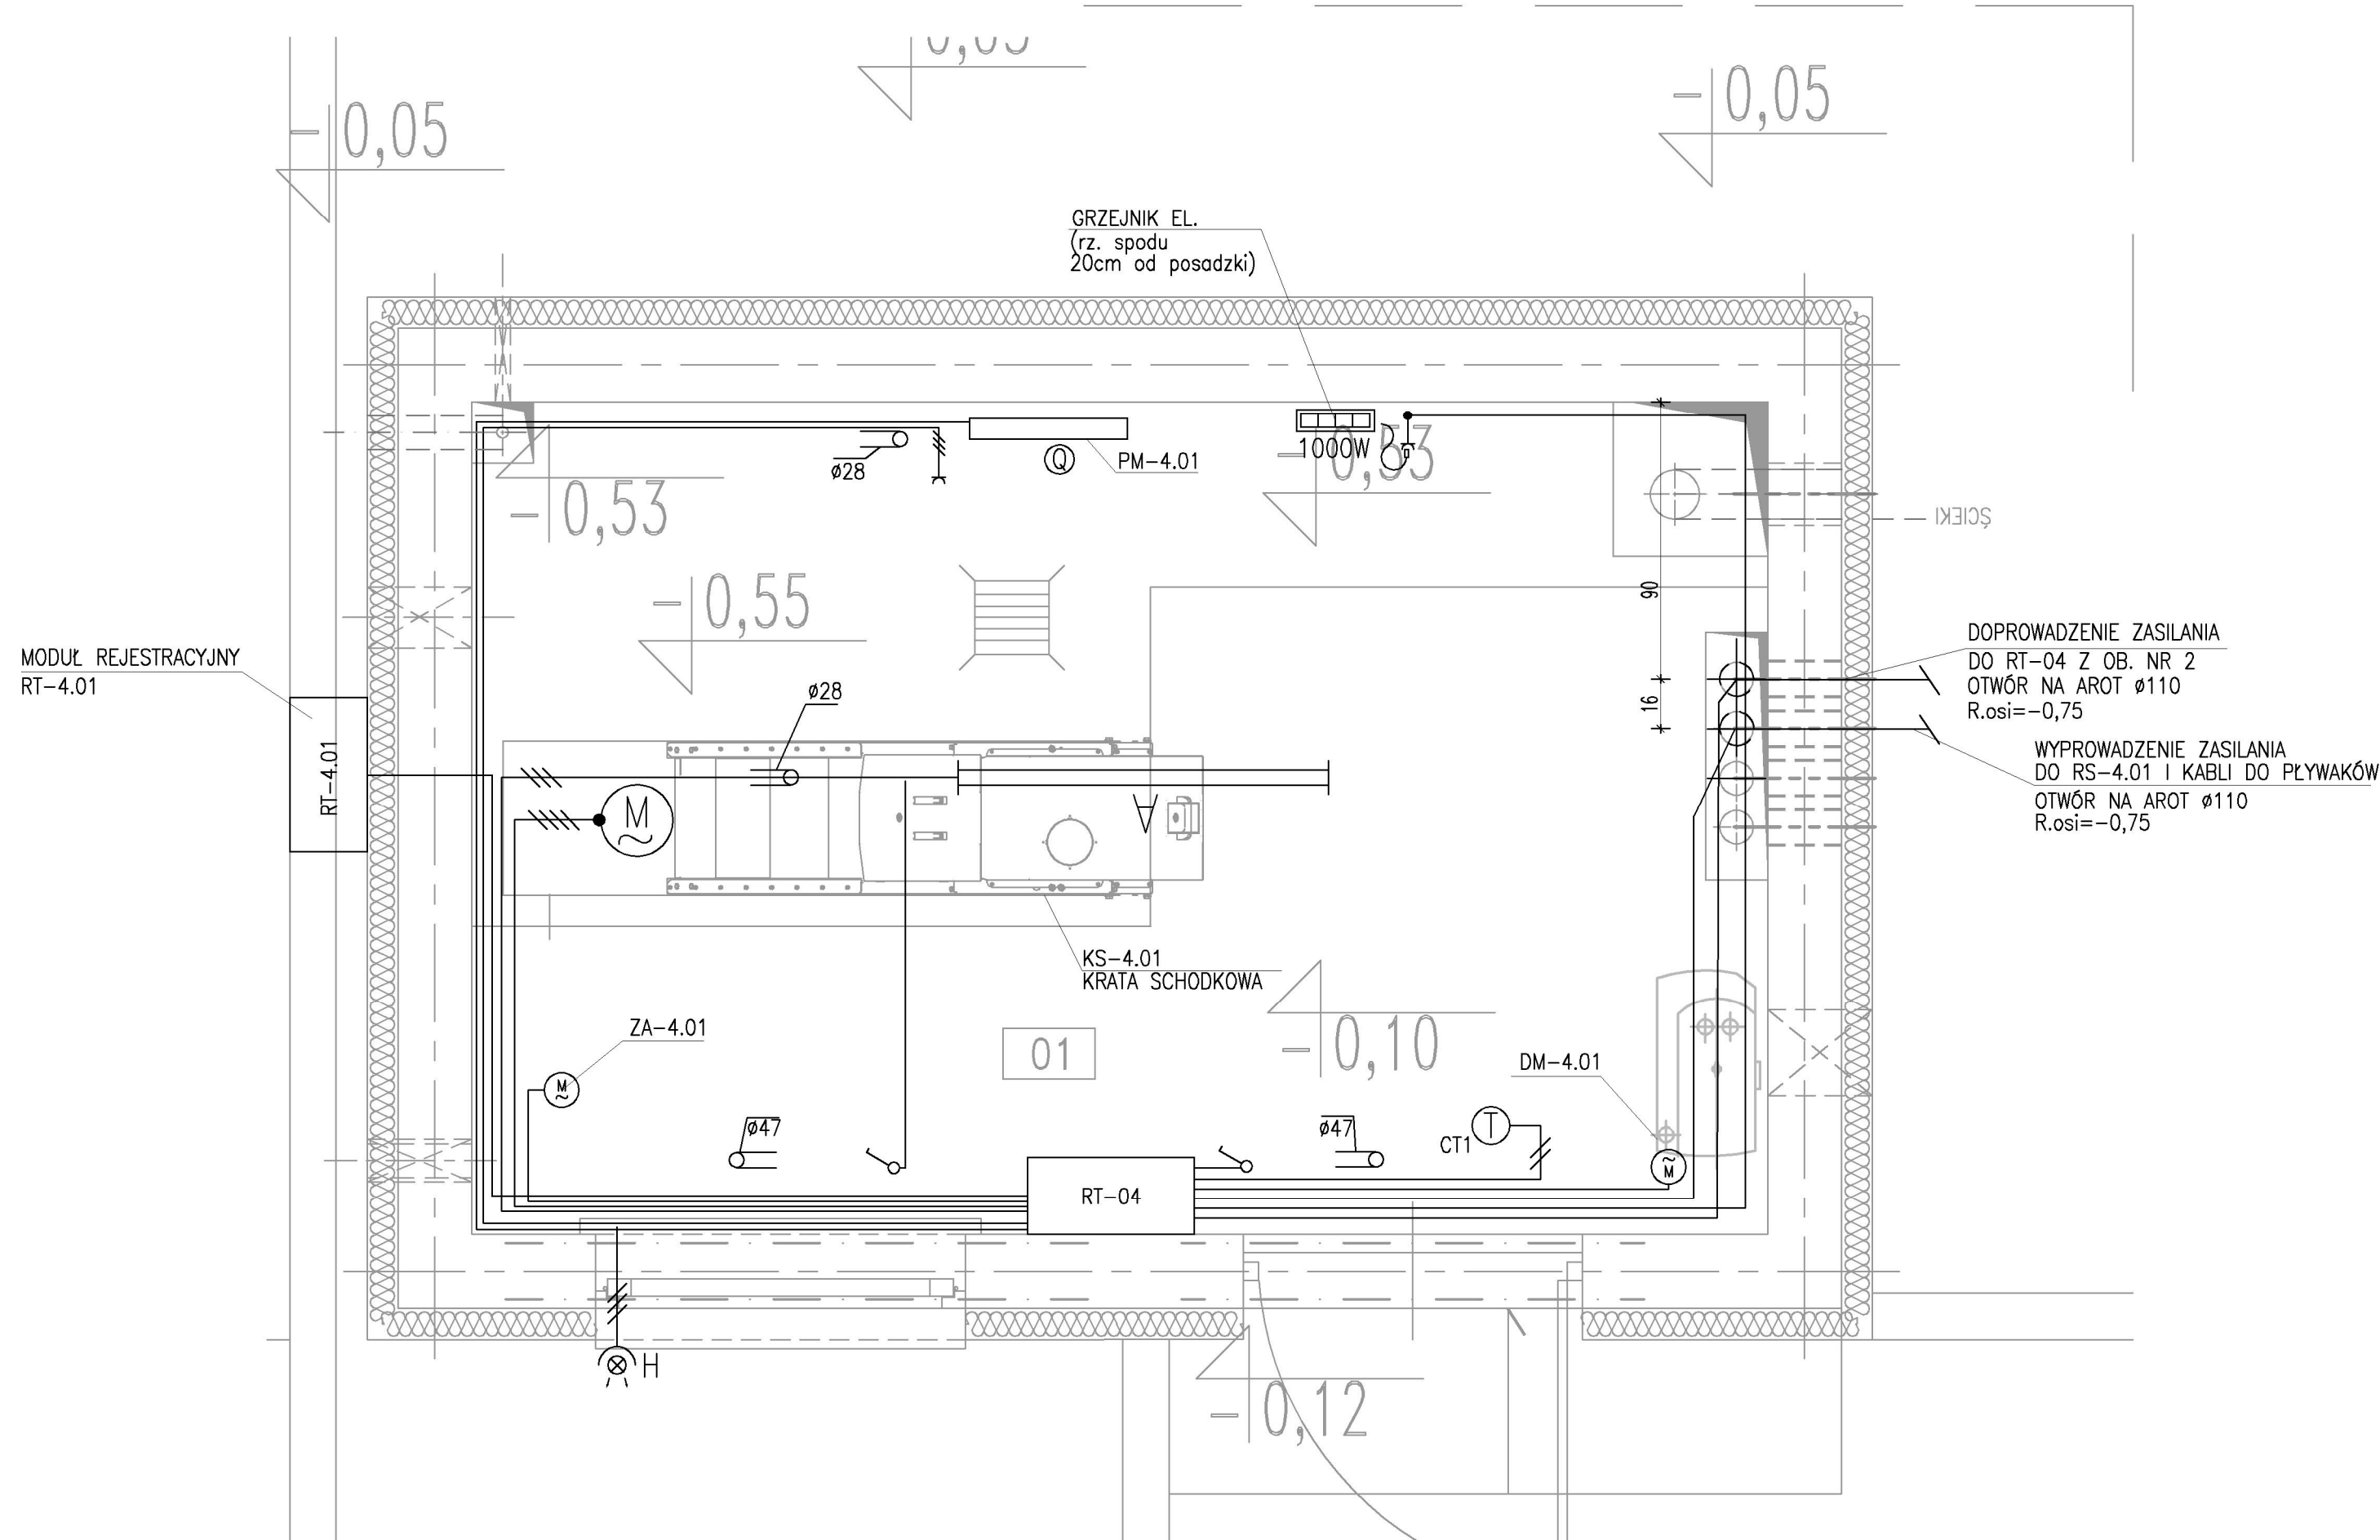 - 0,05
- 0,05
GRZEJNIK EL.
(rz. spodu
20cm od posadzki)
1000W
- 0,53
ø28
Q
PM-4.01
- 0,53
ŚCIEKI
- 0,55
90
16
DOPROWADZENIE ZASILANIA
DO RT-04 Z OB. NR 2
OTWÓR NA AROT ø110
R.osi=-0,75
MODUŁ REJESTRACYJNY
RT-4.01
RT-4.01
ø28
WYPROWADZENIE ZASILANIA
DO RS-4.01 I KABLI DO PŁYWAKÓW
OTWÓR NA AROT ø110
R.osi=-0,75
M
~
A
KS-4.01
KRATA SCHODKOWA
ZA-4.01
M
~
01
- 0,10
DM-4.01
ø47
ø47
CT1
T
~
M
RT-04
H
- 0,12